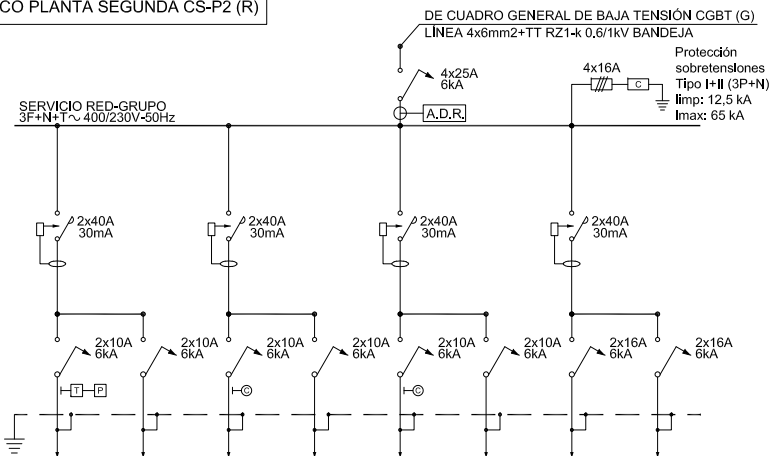 CO PLANTA SEGUNDA CS-P2 (R)
DE CUADRO GENERAL DE BAJA TENSIÓN CGBT (G)
LÍNEA 4x6mm2+TT RZ1-k 0,6/1kV BANDEJA
4x25A
6kA
A.D.R.
4x16A
C
Protección
sobretensiones
Tipo I+II (3P+N)
Iimp: 12,5 kA
Imax: 65 kA
SERVICIO RED-GRUPO
3F+N+T~ 400/230V-50Hz
2x40A
30mA
2x40A
30mA
2x40A
30mA
2x40A
30mA
2x10A
6kA
2x10A
6kA
2x10A
6kA
2x10A
6kA
2x10A
6kA
2x10A
6kA
2x16A
6kA
2x16A
6kA
T
P
C
C